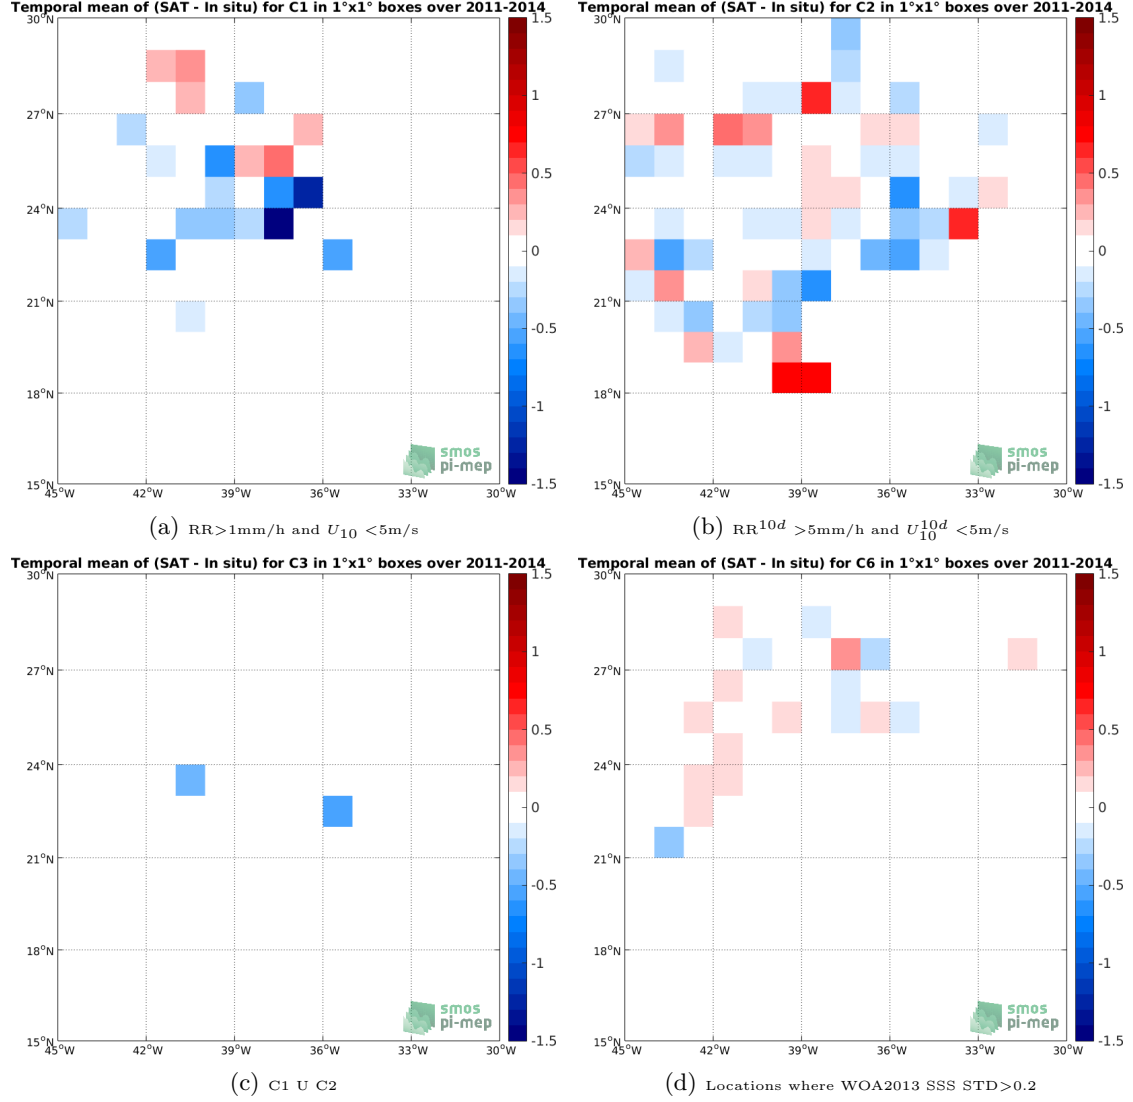 Temporal mean of (SAT - In situ) for C1 in 1°x1° boxes over 2011-2014
30°N
27°N
24°N
21°N
18°N
15°N
45°W 42°W 39°W 36°W 33°W 30°W
1.5
1
0.5
0
-0.5
-1
-1.5
smos
pi-mep
(a) RR>1mm/h and U10 <5m/s
Temporal mean of (SAT - In situ) for C2 in 1°x1° boxes over 2011-2014
30°N
27°N
24°N
21°N
18°N
15°N
45°W 42°W 39°W 36°W 33°W 30°W
1.5
1
0.5
0
-0.5
-1
-1.5
smos
pi-mep
(b) RR10d >5mm/h and U10d10 <5m/s
Temporal mean of (SAT - In situ) for C3 in 1°x1° boxes over 2011-2014
30°N
27°N
24°N
21°N
18°N
15°N
45°W 42°W 39°W 36°W 33°W 30°W
1.5
1
0.5
0
-0.5
-1
-1.5
smos
pi-mep
(c) C1 U C2
Temporal mean of (SAT - In situ) for C6 in 1°x1° boxes over 2011-2014
30°N
27°N
24°N
21°N
18°N
15°N
45°W 42°W 39°W 36°W 33°W 30°W
1.5
1
0.5
0
-0.5
-1
-1.5
smos
pi-mep
(d) Locations where WOA2013 SSS STD>0.2